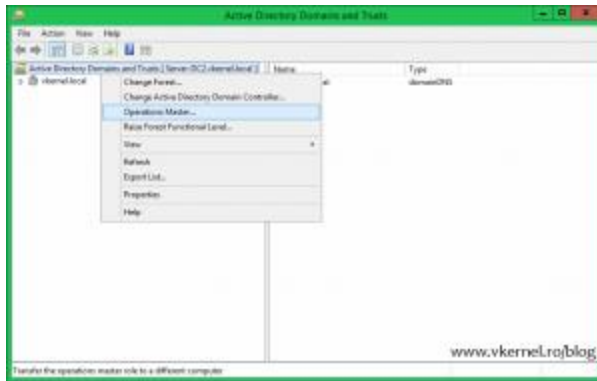 Active Directory Domains and Trusts
File Action View Help
Active Directory Domains and Trusts [ Server-DC2.vkernel.local ]
Name Type
vkernel.local
domainDNS
Change Forest...
Change Active Directory Domain Controller...
Operations Master...
Raise Forest Functional Level...
View
Refresh
Export List...
Properties
Help
www.vkernel.ro/blog
Transfer the operations master role to a different computer